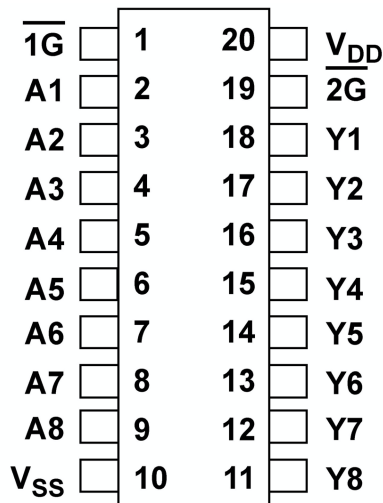 1G 1 20 VDD
A1 2 19 2G
A2 3 18 Y1
A3 4 17 Y2
A4 5 16 Y3
A5 6 15 Y4
A6 7 14 Y5
A7 8 13 Y6
A8 9 12 Y7
VSS 10 11 Y8